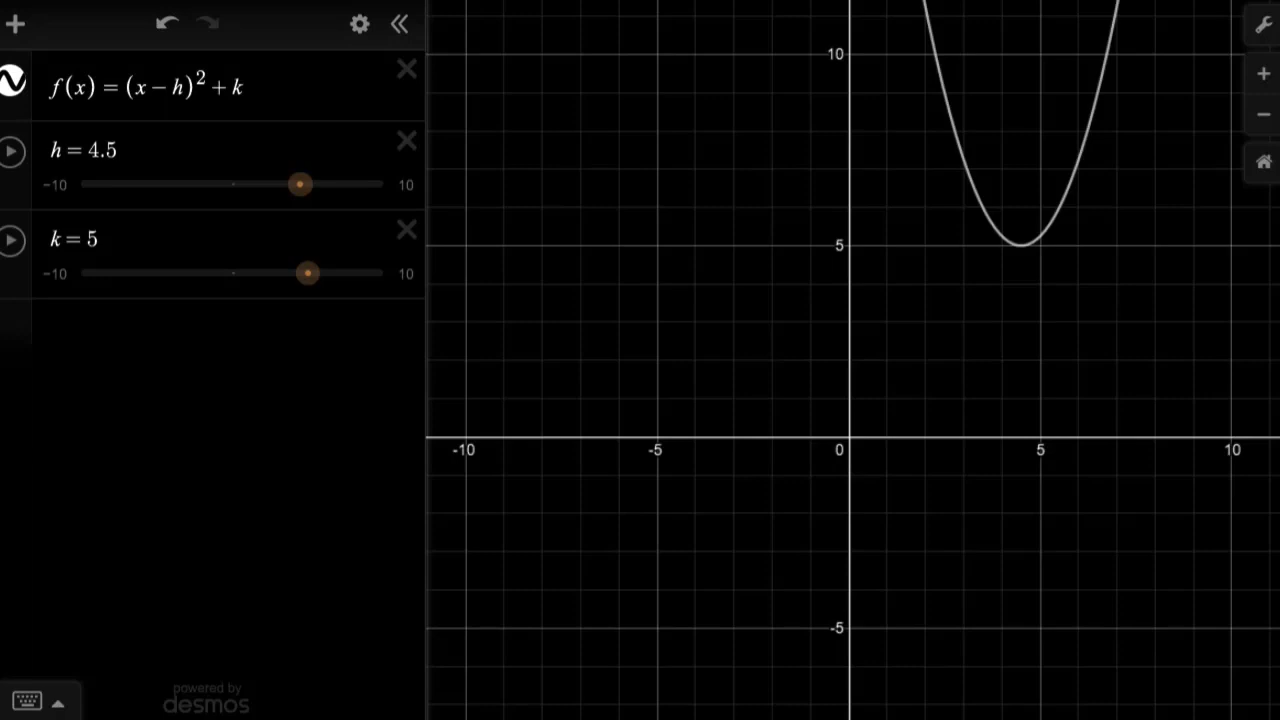 f(x) = (x − h)² + k
h = 4.5
−10 10
k = 5
−10 10
10
5
-10 -5 0 5 10
-5
powered by
desmos